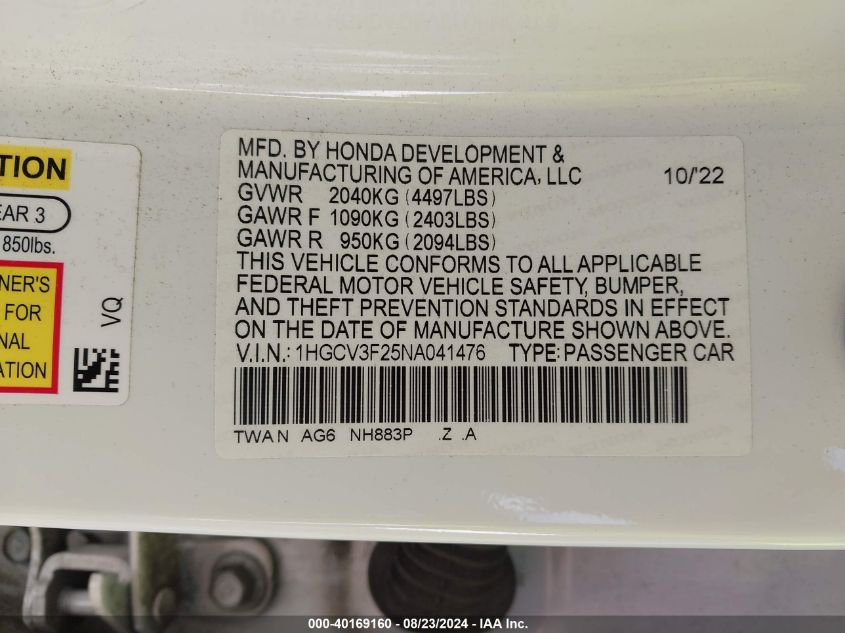 TION
EAR 3
850lbs.
NER'S
FOR
NAL
ATION
VQ
MFD. BY HONDA DEVELOPMENT &
MANUFACTURING OF AMERICA, LLC 10/'22
GVWR 2040KG (4497LBS)
GAWR F 1090KG (2403LBS)
GAWR R 950KG (2094LBS)
THIS VEHICLE CONFORMS TO ALL APPLICABLE
FEDERAL MOTOR VEHICLE SAFETY, BUMPER,
AND THEFT PREVENTION STANDARDS IN EFFECT
ON THE DATE OF MANUFACTURE SHOWN ABOVE.
V.I.N.: 1HGCV3F25NA041476 TYPE: PASSENGER CAR
TWAN AG6 NH883P .Z .A
000-40169160 - 08/23/2024 - IAA Inc.